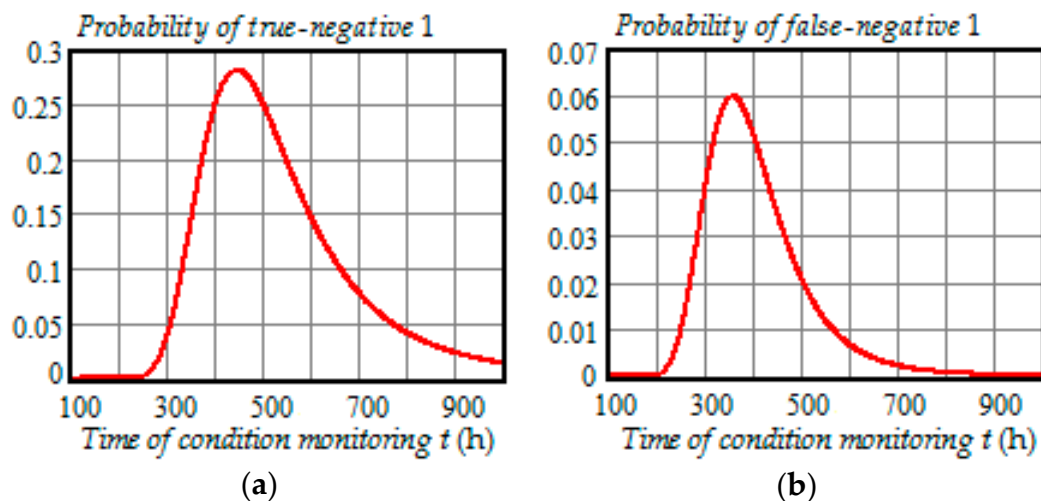 Probability of true-negative 1
0.3
0.25
0.2
0.15
0.1
0.05
0
100 300 500 700 900
Time of condition monitoring t (h)
(a)
Probability of false-negative 1
0.07
0.06
0.05
0.04
0.03
0.02
0.01
0
100 300 500 700 900
Time of condition monitoring t (h)
(b)